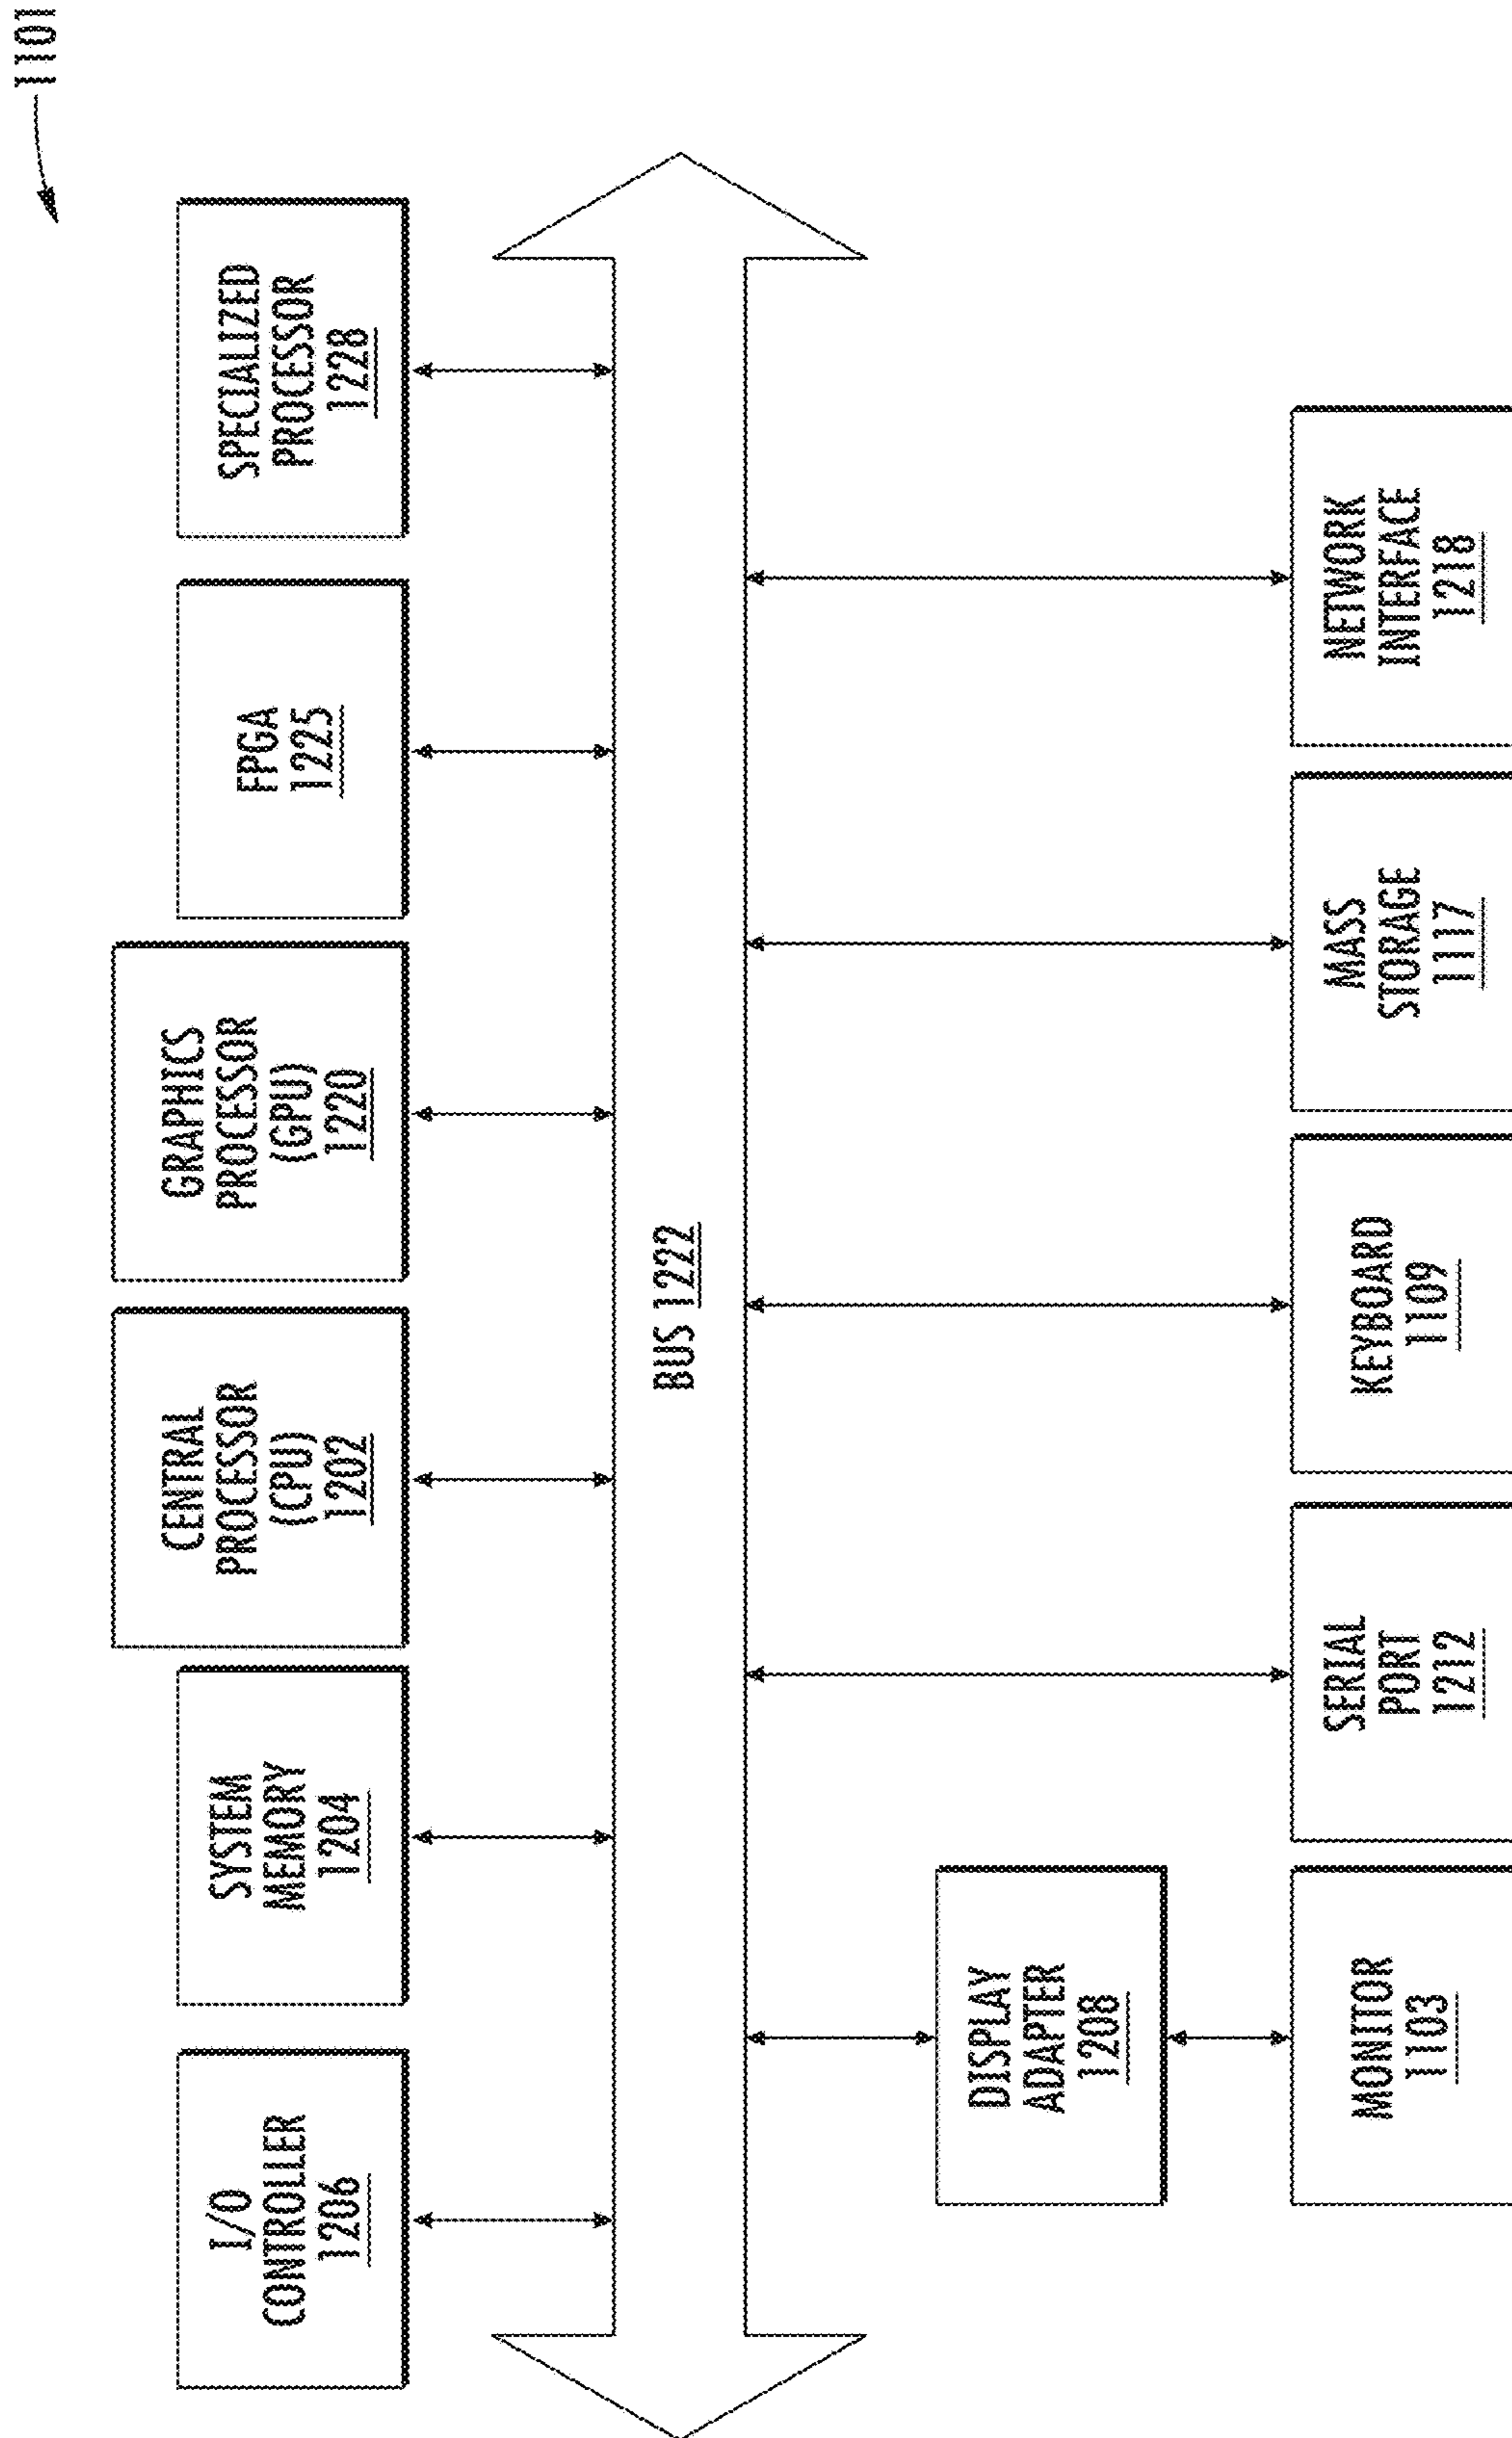 1101
I/O
CONTROLLER
1206
SYSTEM
MEMORY
1204
CENTRAL
PROCESSOR
(CPU)
1202
GRAPHICS
PROCESSOR
(GPU)
1220
FPGA
1225
SPECIALIZED
PROCESSOR
1228
BUS 1222
DISPLAY
ADAPTER
1208
MONITOR
1103
SERIAL
PORT
1212
KEYBOARD
1109
MASS
STORAGE
1117
NETWORK
INTERFACE
1218